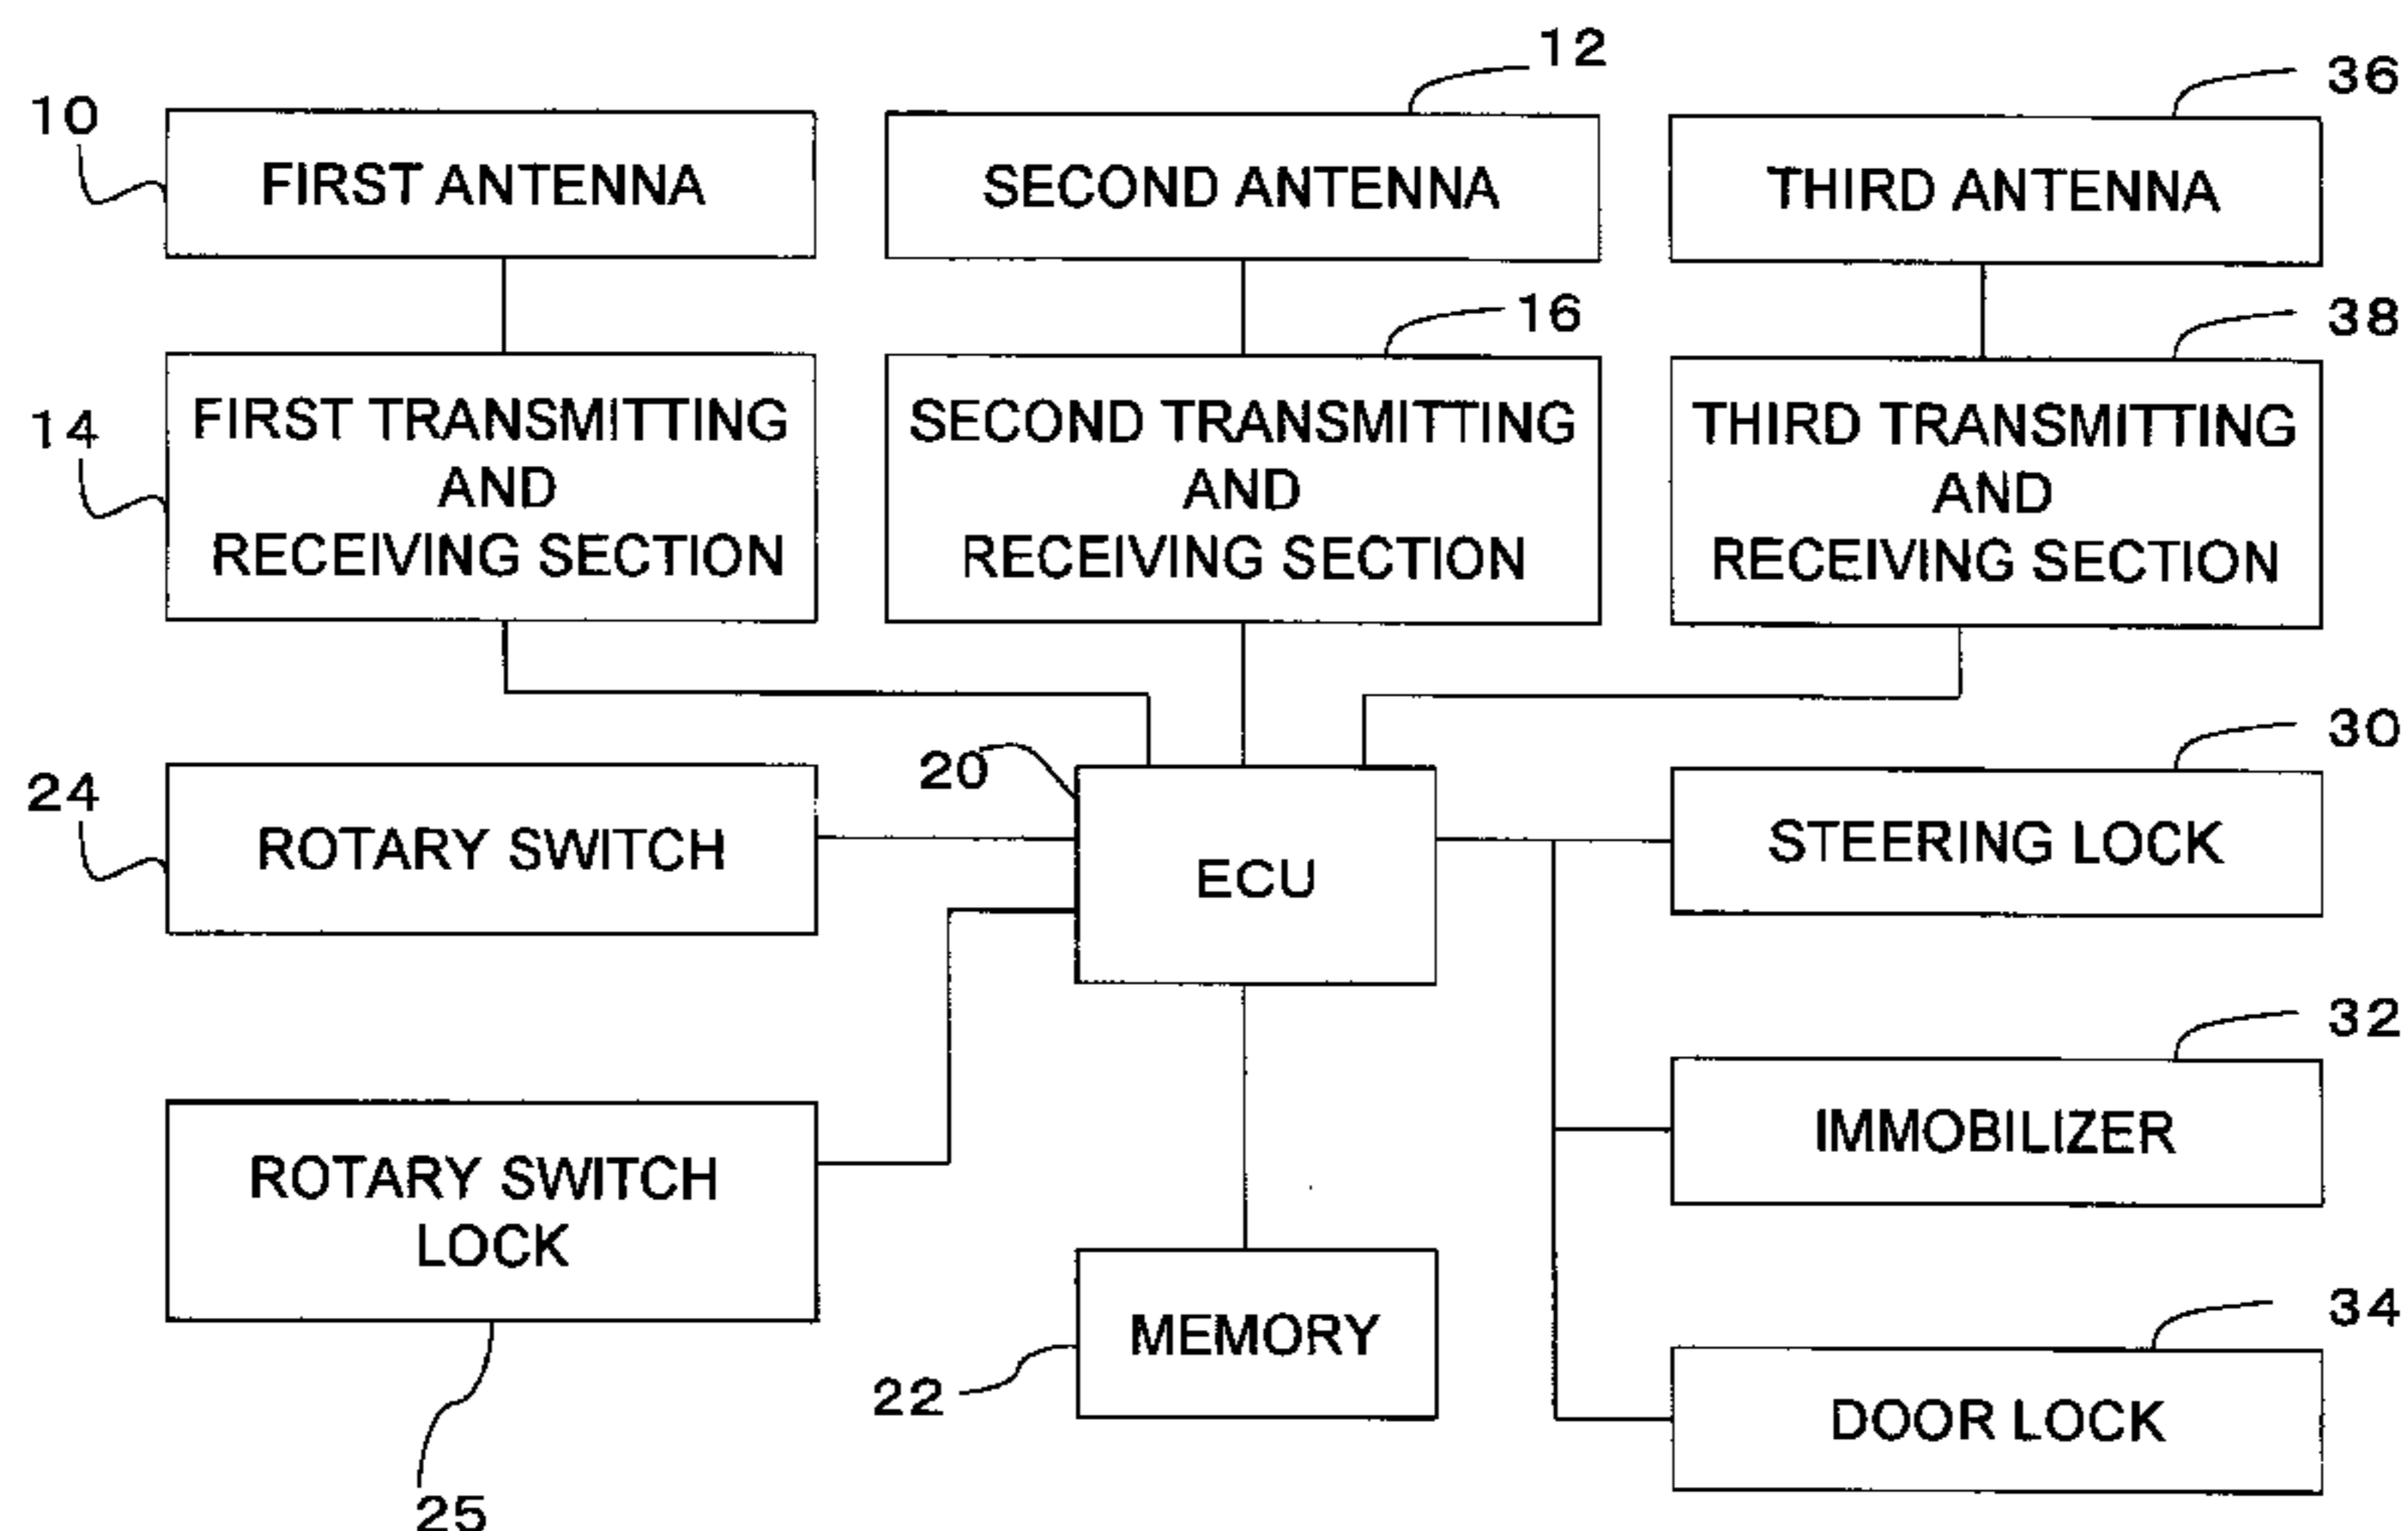 12
36
10
FIRST ANTENNA
SECOND ANTENNA
THIRD ANTENNA
16
38
14
FIRST TRANSMITTING
AND
RECEIVING SECTION
SECOND TRANSMITTING
AND
RECEIVING SECTION
THIRD TRANSMITTING
AND
RECEIVING SECTION
30
24
20
ROTARY SWITCH
ECU
STEERING LOCK
32
ROTARY SWITCH
LOCK
IMMOBILIZER
34
MEMORY
22
DOOR LOCK
25